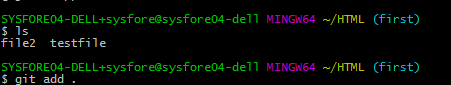 SYSFORE04-DELL+sysfore@sysfore04-dell MINGW64 ~/HTML (first)
$ ls
file2  testfile
SYSFORE04-DELL+sysfore@sysfore04-dell MINGW64 ~/HTML (first)
$ git add .